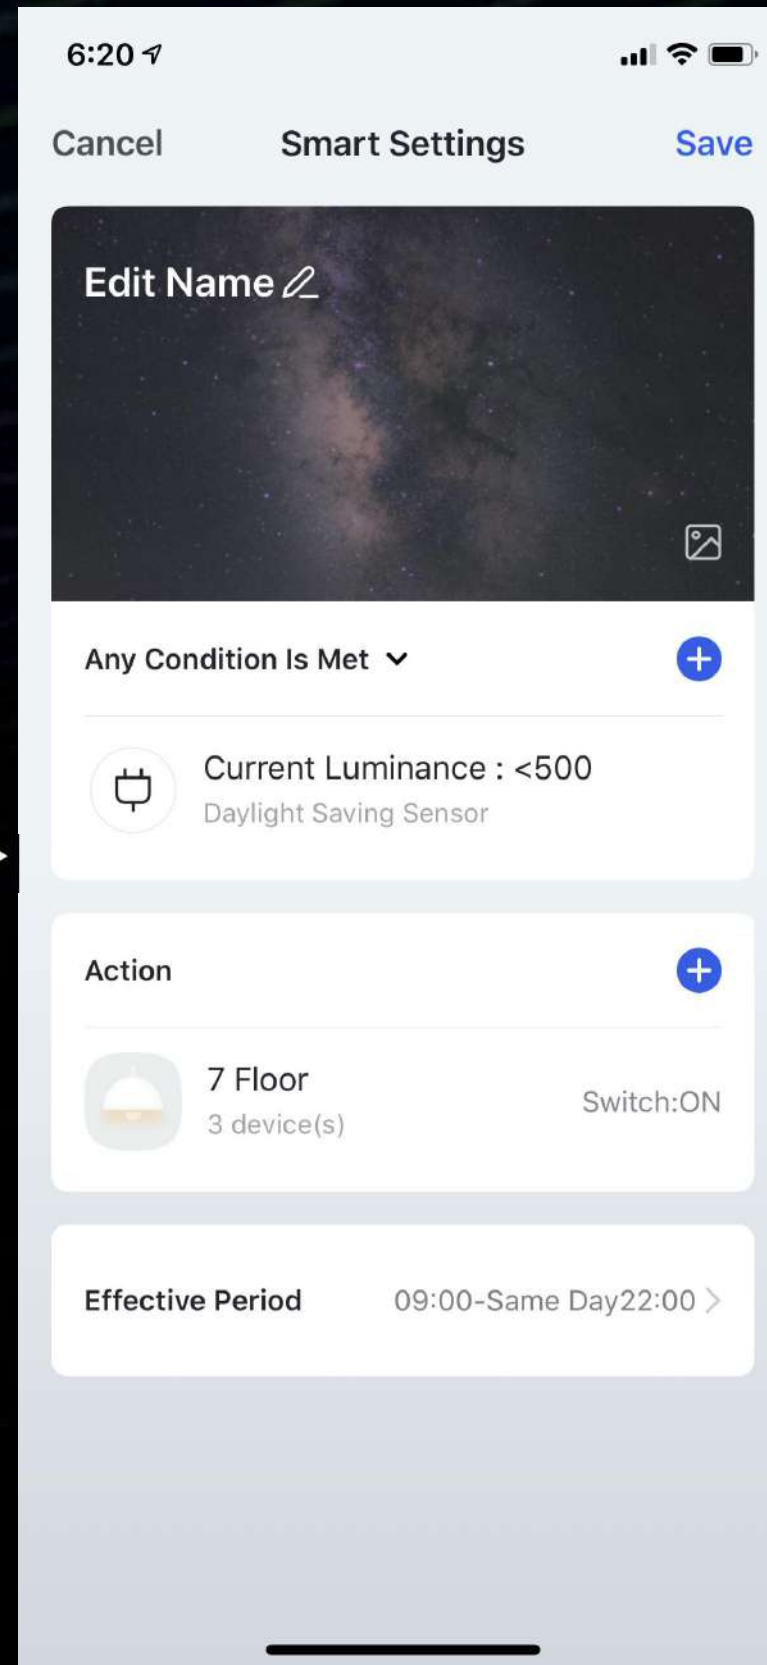 6:20
Cancel Smart Settings Save
Edit Name
Any Condition Is Met
Current Luminance : <500
Daylight Saving Sensor
Action
7 Floor
3 device(s)
Switch:ON
Effective Period 09:00-Same Day22:00